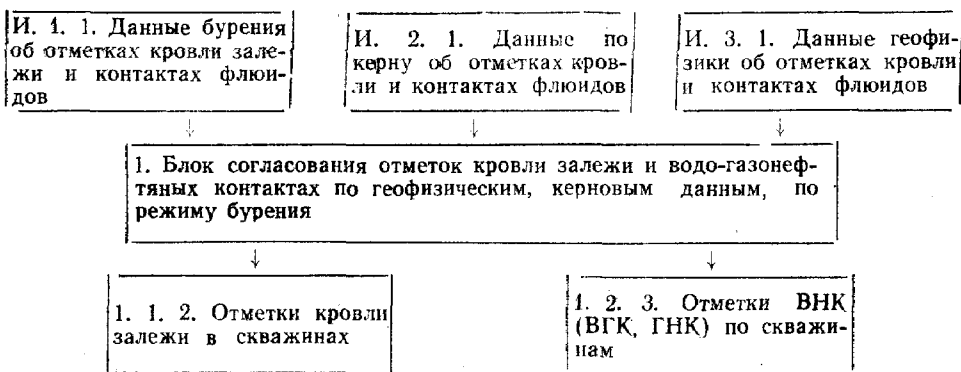 И. 1. 1. Данные бурения
об отметках кровли зале-
жи и контактах флюи-
дов
И. 2. 1. Данные по
керну об отметках кров-
ли и контактах флюидов
И. 3. 1. Данные геофи-
зики об отметках кровли
и контактах флюидов
1. Блок согласования отметок кровли залежи и водо-газонеф-
тяных контактах по геофизическим, керновым данным, по
режиму бурения
1. 1. 2. Отметки кровли
залежи в скважинах
1. 2. 3. Отметки ВНК
(ВГК, ГНК) по скважи-
нам